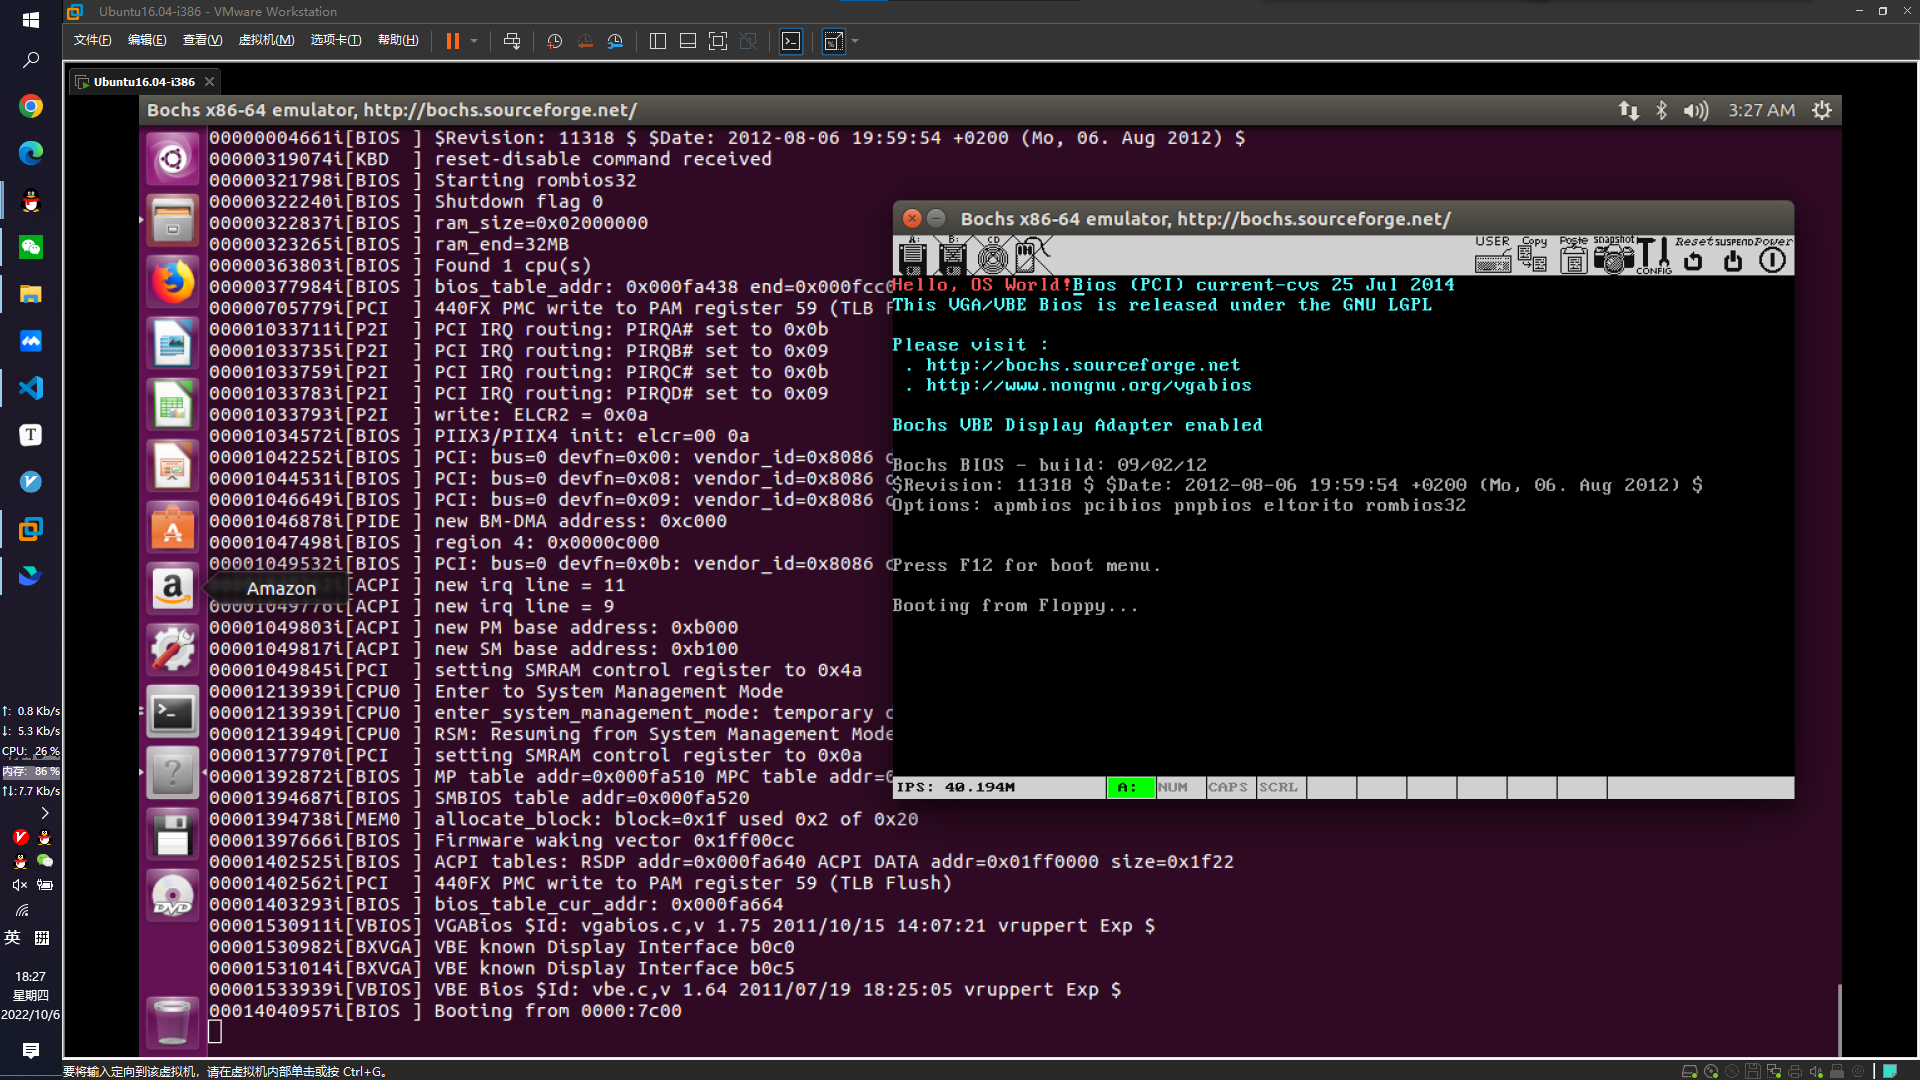 Ubuntu16.04-i386 - VMware Workstation
文件(F) 编辑(E) 查看(V) 虚拟机(M) 选项卡(T) 帮助(H)
Ubuntu16.04-i386
Bochs x86-64 emulator, http://bochs.sourceforge.net/
3:27 AM
00000004661i[BIOS ] $Revision: 11318 $ $Date: 2012-08-06 19:59:54 +0200 (Mo, 06. Aug 2012) $
00000319074i[KBD ] reset-disable command received
00000321798i[BIOS ] Starting rombios32
00000322240i[BIOS ] Shutdown flag 0
00000322837i[BIOS ] ram_size=0x02000000
00000323265i[BIOS ] ram_end=32MB
00000363803i[BIOS ] Found 1 cpu(s)
00000377984i[BIOS ] bios_table_addr: 0x000fa438 end=0x000fcc0
00000705779i[PCI ] 440FX PMC write to PAM register 59 (TLB F
00001033711i[P2I ] PCI IRQ routing: PIRQA# set to 0x0b
00001033735i[P2I ] PCI IRQ routing: PIRQB# set to 0x09
00001033759i[P2I ] PCI IRQ routing: PIRQC# set to 0x0b
00001033783i[P2I ] PCI IRQ routing: PIRQD# set to 0x09
00001033793i[P2I ] write: ELCR2 = 0x0a
00001034572i[BIOS ] PIIX3/PIIX4 init: elcr=00 0a
00001042252i[BIOS ] PCI: bus=0 devfn=0x00: vendor_id=0x8086
00001044531i[BIOS ] PCI: bus=0 devfn=0x08: vendor_id=0x8086
00001046649i[BIOS ] PCI: bus=0 devfn=0x09: vendor_id=0x8086
00001046878i[PIDE ] new BM-DMA address: 0xc000
00001047498i[BIOS ] region 4: 0x0000c000
00001049532i[BIOS ] PCI: bus=0 devfn=0x0b: vendor_id=0x8086
[ACPI ] new irq line = 11
Amazon
[ACPI ] new irq line = 9
00001049803i[ACPI ] new PM base address: 0xb000
00001049817i[ACPI ] new SM base address: 0xb100
00001049845i[PCI ] setting SMRAM control register to 0x4a
00001213939i[CPU0 ] Enter to System Management Mode
00001213939i[CPU0 ] enter_system_management_mode: temporary
00001213949i[CPU0 ] RSM: Resuming from System Management Mode
00001377970i[PCI ] setting SMRAM control register to 0x0a
00001392872i[BIOS ] MP table addr=0x000fa510 MPC table addr=0
00001394687i[BIOS ] SMBIOS table addr=0x000fa520
00001394738i[MEM0 ] allocate_block: block=0x1f used 0x2 of 0x20
00001397666i[BIOS ] Firmware waking vector 0x1ff00cc
00001402525i[BIOS ] ACPI tables: RSDP addr=0x000fa640 ACPI DATA addr=0x01ff0000 size=0x1f22
00001402562i[PCI ] 440FX PMC write to PAM register 59 (TLB Flush)
00001403293i[BIOS ] bios_table_cur_addr: 0x000fa664
00001530911i[VBIOS] VGABios $Id: vgabios.c,v 1.75 2011/10/15 14:07:21 vruppert Exp $
00001530982i[BXVGA] VBE known Display Interface b0c0
00001531014i[BXVGA] VBE known Display Interface b0c5
00001533939i[VBIOS] VBE Bios $Id: vbe.c,v 1.64 2011/07/19 18:25:05 vruppert Exp $
00014040957i[BIOS ] Booting from 0000:7c00
Bochs x86-64 emulator, http://bochs.sourceforge.net/
A: B: CD USER Copy Paste snapshot CONFIG Reset SUSPEND Power
Hello, OS World!Bios (PCI) current-cvs 25 Jul 2014
This VGA/VBE Bios is released under the GNU LGPL
Please visit :
. http://bochs.sourceforge.net
. http://www.nongnu.org/vgabios
Bochs VBE Display Adapter enabled
Bochs BIOS - build: 09/02/12
$Revision: 11318 $ $Date: 2012-08-06 19:59:54 +0200 (Mo, 06. Aug 2012) $
Options: apmbios pcibios pnpbios eltorito rombios32
Press F12 for boot menu.
Booting from Floppy...
IPS: 40.194M A: NUM CAPS SCRL
DVD
↑: 0.8 Kb/s
↓: 5.3 Kb/s
CPU: 26 %
内存: 86 %
↑↓:7.7 Kb/s
英 拼
18:27
星期四
2022/10/6
要将输入定向到该虚拟机，请在虚拟机内部单击或按 Ctrl+G。